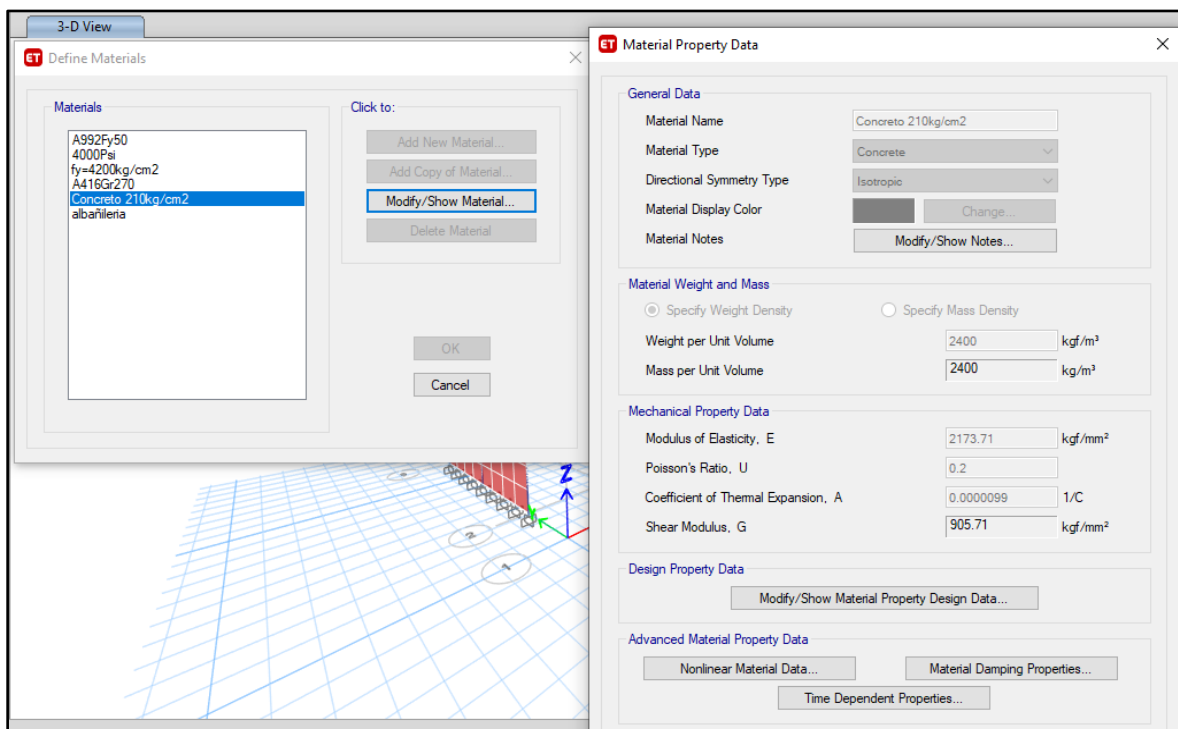 3-D View
ET Define Materials
Materials
A992Fy50
4000Psi
fy=4200kg/cm2
A416Gr270
Concreto 210kg/cm2
albañileria
Click to:
Add New Material...
Add Copy of Material...
Modify/Show Material...
Delete Material
OK
Cancel
Z
2
1
ET Material Property Data
General Data
Material Name Concreto 210kg/cm2
Material Type Concrete
Directional Symmetry Type Isotropic
Material Display Color Change...
Material Notes Modify/Show Notes...
Material Weight and Mass
Specify Weight Density Specify Mass Density
Weight per Unit Volume 2400 kgf/m³
Mass per Unit Volume 2400 kg/m³
Mechanical Property Data
Modulus of Elasticity, E 2173.71 kgf/mm²
Poisson's Ratio, U 0.2
Coefficient of Thermal Expansion, A 0.0000099 1/C
Shear Modulus, G 905.71 kgf/mm²
Design Property Data
Modify/Show Material Property Design Data...
Advanced Material Property Data
Nonlinear Material Data... Material Damping Properties...
Time Dependent Properties...